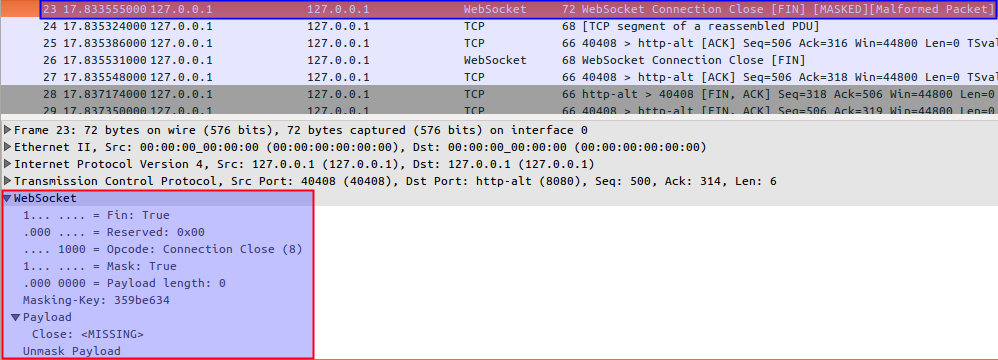 23 17.833555000 127.0.0.1 127.0.0.1 WebSocket 72 WebSocket Connection Close [FIN] [MASKED][Malformed Packet]
24 17.835324000 127.0.0.1 127.0.0.1 TCP 68 [TCP segment of a reassembled PDU]
25 17.835386000 127.0.0.1 127.0.0.1 TCP 66 40408 > http-alt [ACK] Seq=506 Ack=316 Win=44800 Len=0 TSva
26 17.835531000 127.0.0.1 127.0.0.1 WebSocket 68 WebSocket Connection Close [FIN]
27 17.835548000 127.0.0.1 127.0.0.1 TCP 66 40408 > http-alt [ACK] Seq=506 Ack=318 Win=44800 Len=0 TSva
28 17.837174000 127.0.0.1 127.0.0.1 TCP 66 http-alt > 40408 [FIN, ACK] Seq=318 Ack=506 Win=44800 Len=0
29 17.837350000 127.0.0.1 127.0.0.1 TCP 66 40408 > http-alt [FIN, ACK] Seq=506 Ack=319 Win=44800 Len=0
Frame 23: 72 bytes on wire (576 bits), 72 bytes captured (576 bits) on interface 0
Ethernet II, Src: 00:00:00_00:00:00 (00:00:00:00:00:00), Dst: 00:00:00_00:00:00 (00:00:00:00:00:00)
Internet Protocol Version 4, Src: 127.0.0.1 (127.0.0.1), Dst: 127.0.0.1 (127.0.0.1)
Transmission Control Protocol, Src Port: 40408 (40408), Dst Port: http-alt (8080), Seq: 500, Ack: 314, Len: 6
WebSocket
1... .... = Fin: True
.000 .... = Reserved: 0x00
.... 1000 = Opcode: Connection Close (8)
1... .... = Mask: True
.000 0000 = Payload length: 0
Masking-Key: 359be634
Payload
Close: <MISSING>
Unmask Payload